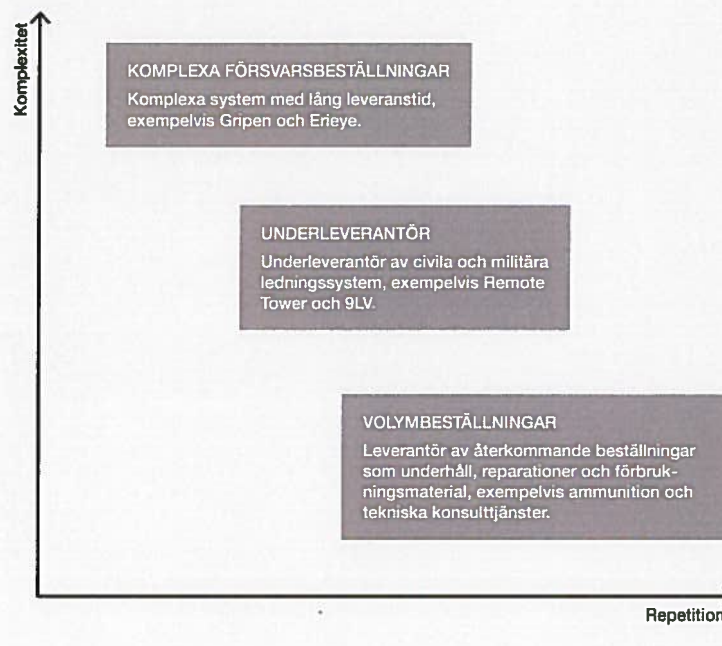 Komplexitet
KOMPLEXA FÖRSVARSBESTÄLLNINGAR
Komplexa system med lång leveranstid,
exempelvis Gripen och Erieye.
UNDERLEVERANTÖR
Underleverantör av civila och militära
ledningssystem, exempelvis Remote
Tower och 9LV.
VOLYMBESTÄLLNINGAR
Leverantör av återkommande beställningar
som underhåll, reparationer och förbruk-
ningsmaterial, exempelvis ammunition och
tekniska konsulttjänster.
Repetition